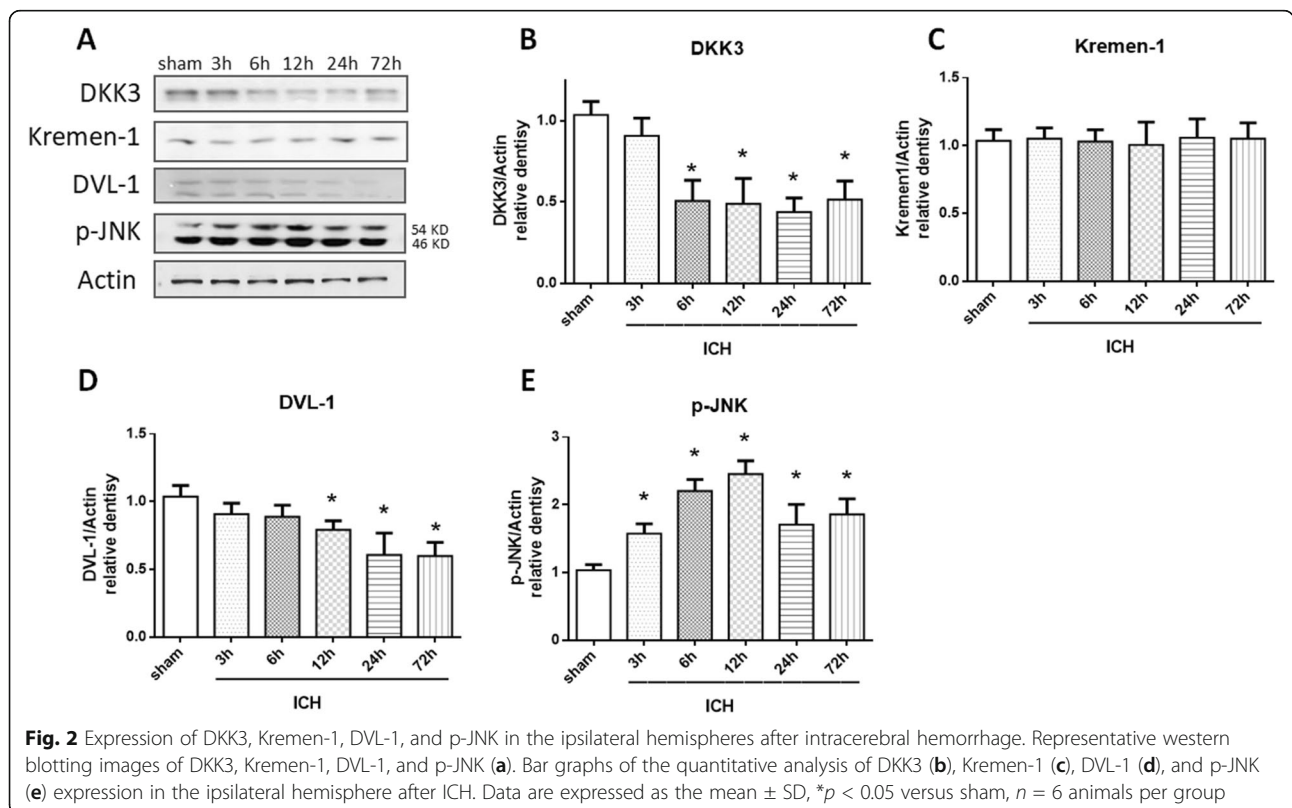 A
sham 3h 6h 12h 24h 72h
DKK3
Kremen-1
DVL-1
p-JNK
54 KD
46 KD
Actin
B
DKK3
DKK3/Actin
relative dentisy
1.0
0.5
0.0
* * * *
sham 3h 6h 12h 24h 72h
ICH
C
Kremen-1
Kremen1/Actin
relative dentisy
1.5
1.0
0.5
0.0
sham 3h 6h 12h 24h 72h
ICH
D
DVL-1
DVL-1/Actin
relative dentisy
1.0
0.5
0.0
* * *
sham 3h 6h 12h 24h 72h
ICH
E
p-JNK
p-JNK/Actin
relative dentisy
3
2
1
0
* * * * *
sham 3h 6h 12h 24h 72h
ICH
Fig. 2 Expression of DKK3, Kremen-1, DVL-1, and p-JNK in the ipsilateral hemispheres after intracerebral hemorrhage. Representative western
blotting images of DKK3, Kremen-1, DVL-1, and p-JNK (a). Bar graphs of the quantitative analysis of DKK3 (b), Kremen-1 (c), DVL-1 (d), and p-JNK
(e) expression in the ipsilateral hemisphere after ICH. Data are expressed as the mean ± SD, *p < 0.05 versus sham, n = 6 animals per group